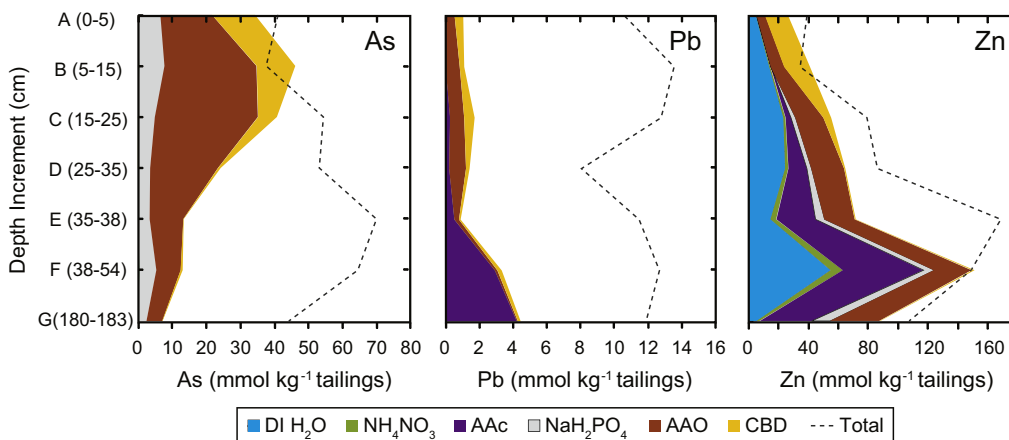 Depth Increment (cm)
A (0-5)
B (5-15)
C (15-25)
D (25-35)
E (35-38)
F (38-54)
G(180-183)
As
0 10 20 30 40 50 60 70 80
As (mmol kg⁻¹ tailings)
Pb
0 2 4 6 8 10 12 14 16
Pb (mmol kg⁻¹ tailings)
Zn
0 40 80 120 160
Zn (mmol kg⁻¹ tailings)
DI H₂O NH₄NO₃ AAc NaH₂PO₄ AAO CBD Total